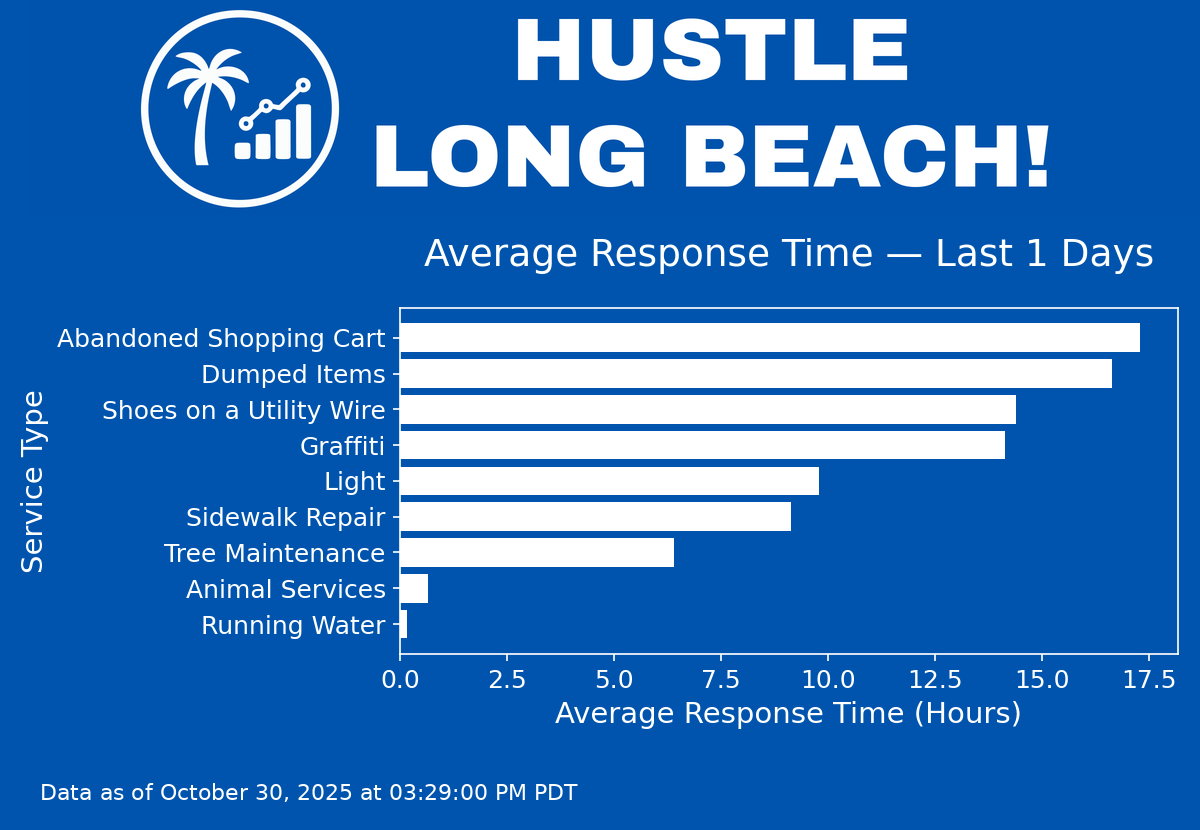 HUSTLE
LONG BEACH!
Average Response Time — Last 1 Days
Service Type
Abandoned Shopping Cart
Dumped Items
Shoes on a Utility Wire
Graffiti
Light
Sidewalk Repair
Tree Maintenance
Animal Services
Running Water
0.0 2.5 5.0 7.5 10.0 12.5 15.0 17.5
Average Response Time (Hours)
Data as of October 30, 2025 at 03:29:00 PM PDT